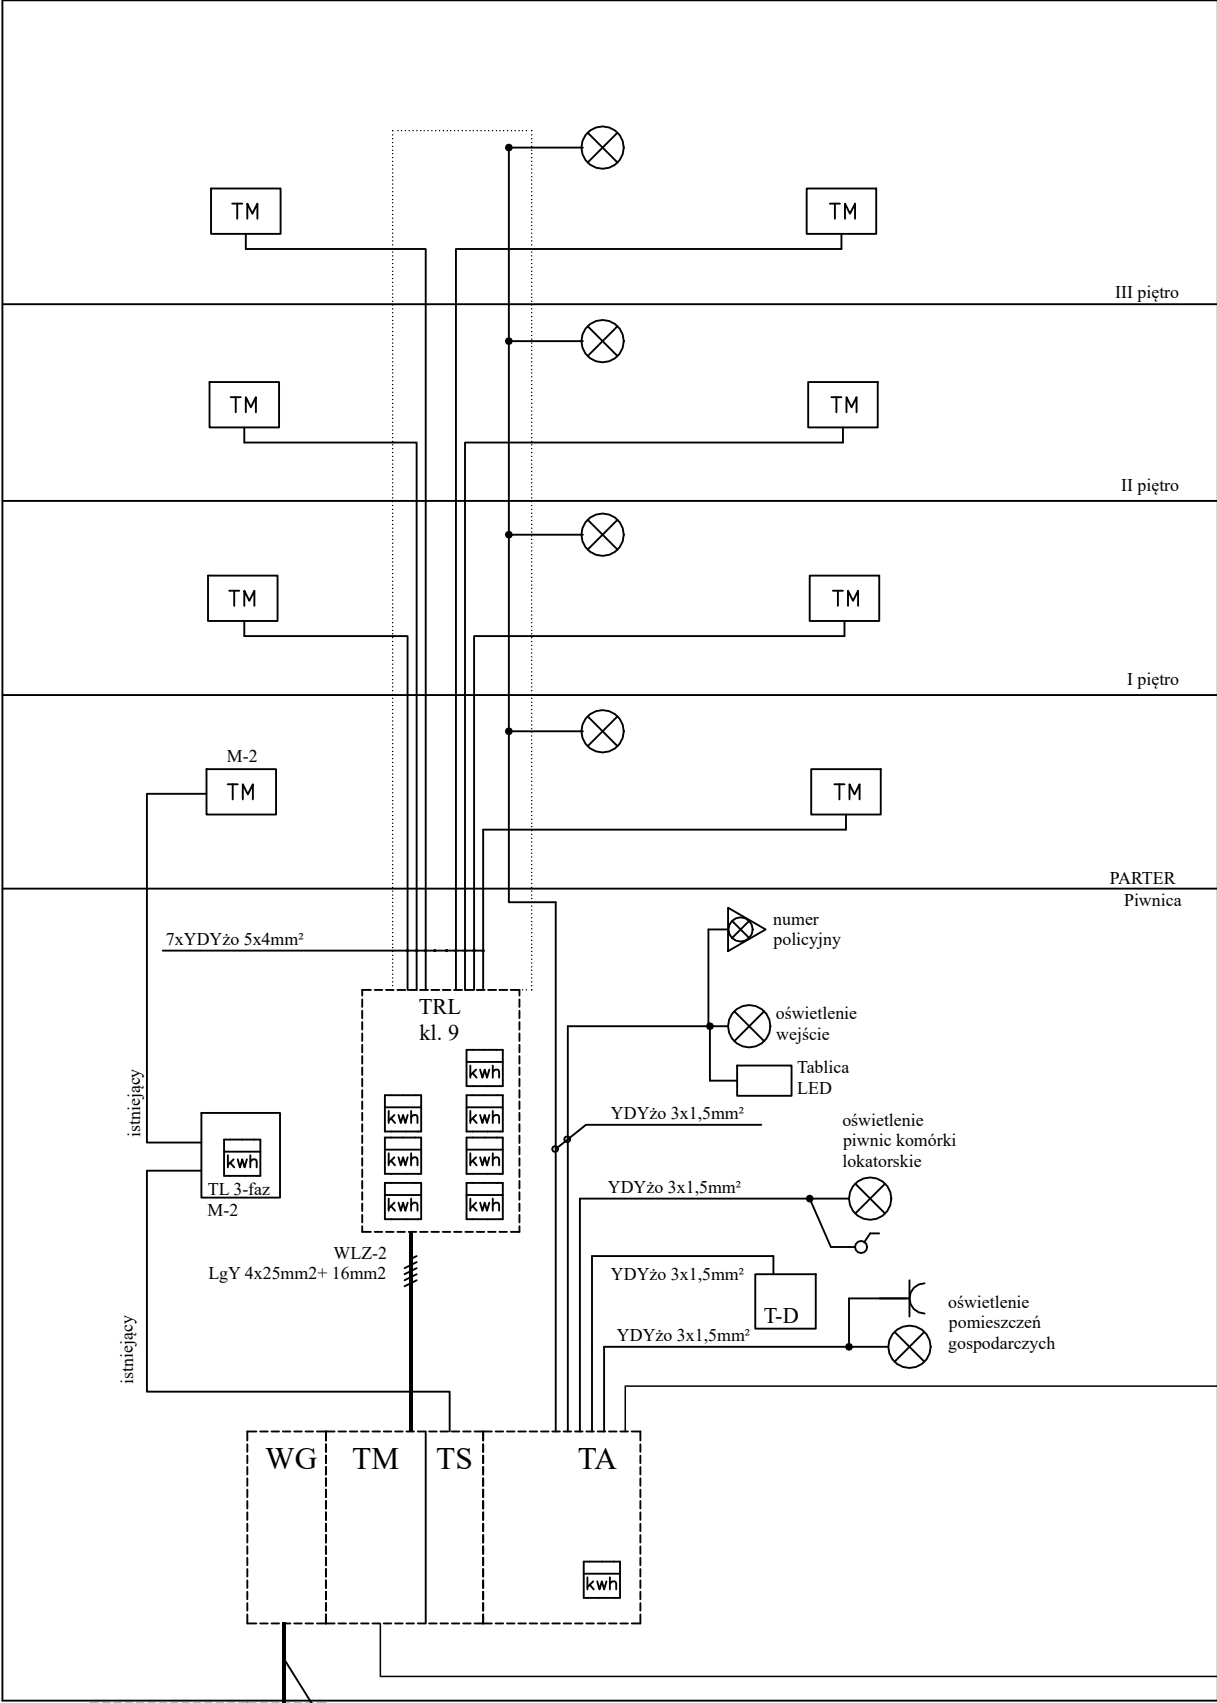 TM
TM
III piętro
TM
TM
II piętro
TM
TM
I piętro
M-2
TM
TM
PARTER
Piwnica
7xYDYżo 5x4mm²
numer
policyjny
TRL
kl. 9
oświetlenie
wejście
Tablica
LED
kwh
kwh
kwh
kwh
kwh
kwh
kwh
istniejący
kwh
TL 3-faz
M-2
YDYżo 3x1,5mm²
oświetlenie
piwnic komórki
lokatorskie
YDYżo 3x1,5mm²
WLZ-2
LgY 4x25mm2+ 16mm2
YDYżo 3x1,5mm²
T-D
istniejący
YDYżo 3x1,5mm²
oświetlenie
pomieszczeń
gospodarczych
WG
TM
TS
TA
kwh